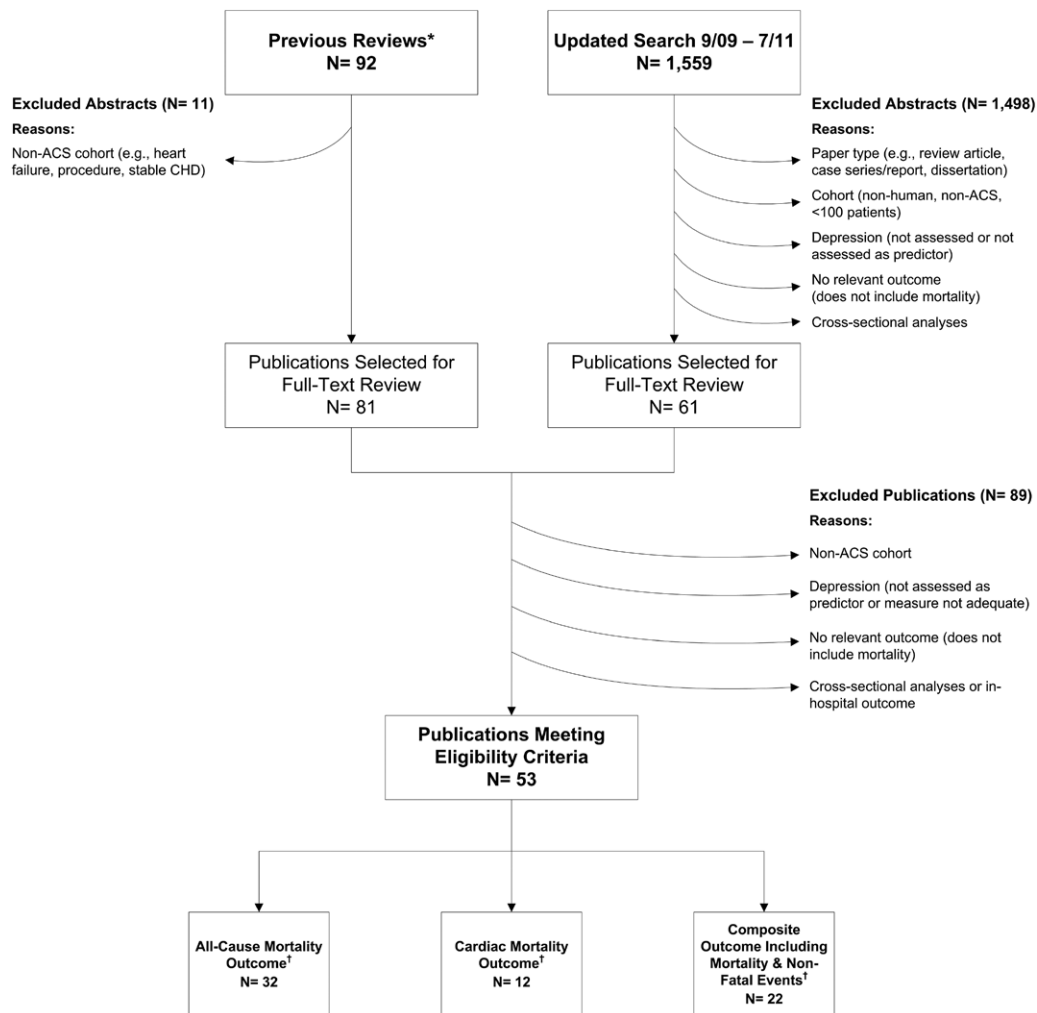 Previous Reviews*
N= 92
Updated Search 9/09 – 7/11
N= 1,559
Excluded Abstracts (N= 11)
Reasons:
Non-ACS cohort (e.g., heart
failure, procedure, stable CHD)
Excluded Abstracts (N= 1,498)
Reasons:
Paper type (e.g., review article,
case series/report, dissertation)
Cohort (non-human, non-ACS,
<100 patients)
Depression (not assessed or not
assessed as predictor)
No relevant outcome
(does not include mortality)
Cross-sectional analyses
Publications Selected for
Full-Text Review
N= 81
Publications Selected for
Full-Text Review
N= 61
Excluded Publications (N= 89)
Reasons:
Non-ACS cohort
Depression (not assessed as
predictor or measure not adequate)
No relevant outcome (does not
include mortality)
Cross-sectional analyses or in-
hospital outcome
Publications Meeting
Eligibility Criteria
N= 53
All-Cause Mortality
Outcome†
N= 32
Cardiac Mortality
Outcome†
N= 12
Composite
Outcome Including
Mortality & Non-
Fatal Events†
N= 22